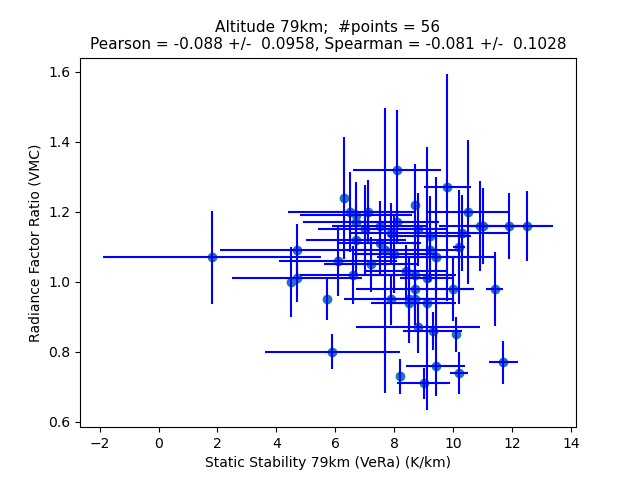 Altitude 79km;  #points = 56
Pearson = -0.088 +/-  0.0958, Spearman = -0.081 +/-  0.1028
Radiance Factor Ratio (VMC)
1.6
1.4
1.2
1.0
0.8
0.6
−2 0 2 4 6 8 10 12 14
Static Stability 79km (VeRa) (K/km)